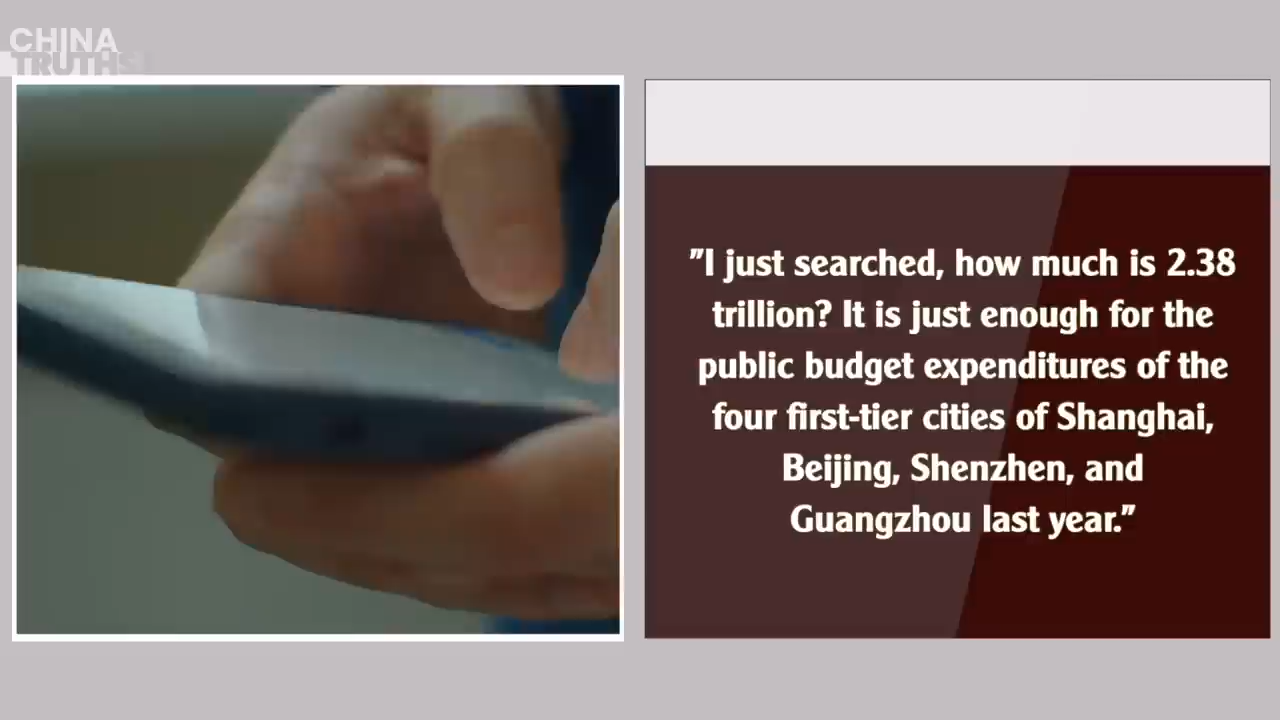 CHINA
TRUTHS
"I just searched, how much is 2.38
trillion? It is just enough for the
public budget expenditures of the
four first-tier cities of Shanghai,
Beijing, Shenzhen, and
Guangzhou last year."